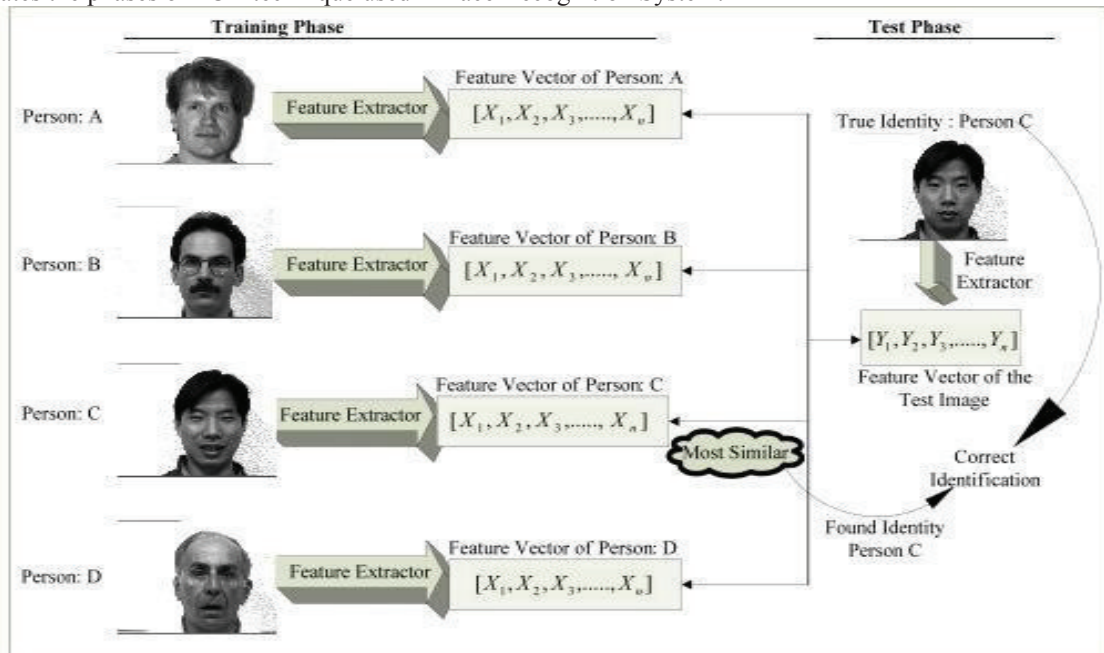 Training Phase
Test Phase
Person: A
Feature Extractor
Feature Vector of Person: A
[X₁, X₂, X₃,....., Xₙ]
Person: B
Feature Extractor
Feature Vector of Person: B
[X₁, X₂, X₃,....., Xₙ]
Person: C
Feature Extractor
Feature Vector of Person: C
[X₁, X₂, X₃,....., Xₙ]
Most Similar
Person: D
Feature Extractor
Feature Vector of Person: D
[X₁, X₂, X₃,....., Xₙ]
True Identity : Person C
Feature
Extractor
[Y₁, Y₂, Y₃,....., Yₙ]
Feature Vector of the
Test Image
Correct
Identification
Found Identity
Person C